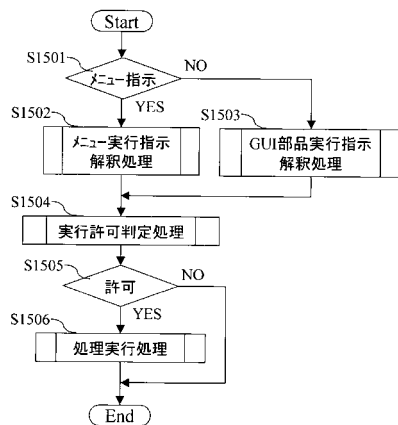 Start
S1501
メニュー指示
NO
YES
S1502
メニュー実行指示
解釈処理
S1503
GUI部品実行指示
解釈処理
S1504
実行許可判定処理
S1505
許可
NO
YES
S1506
処理実行処理
End